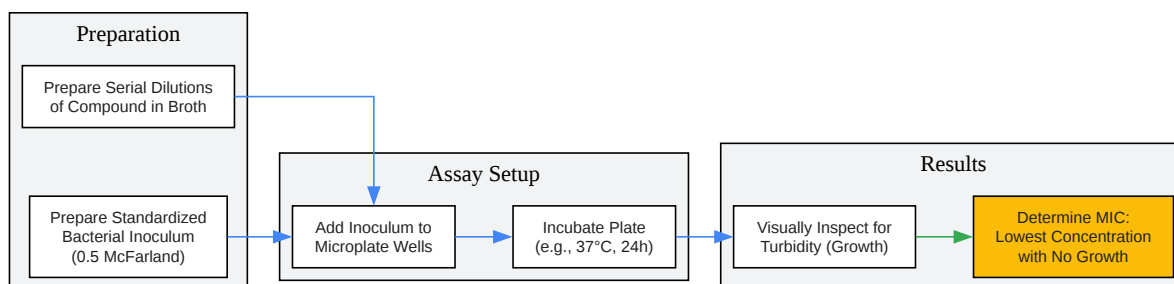 Preparation
Prepare Serial Dilutions
of Compound in Broth
Prepare Standardized
Bacterial Inoculum
(0.5 McFarland)
Assay Setup
Add Inoculum to
Microplate Wells
Incubate Plate
(e.g., 37°C, 24h)
Results
Visually Inspect for
Turbidity (Growth)
Determine MIC:
Lowest Concentration
with No Growth